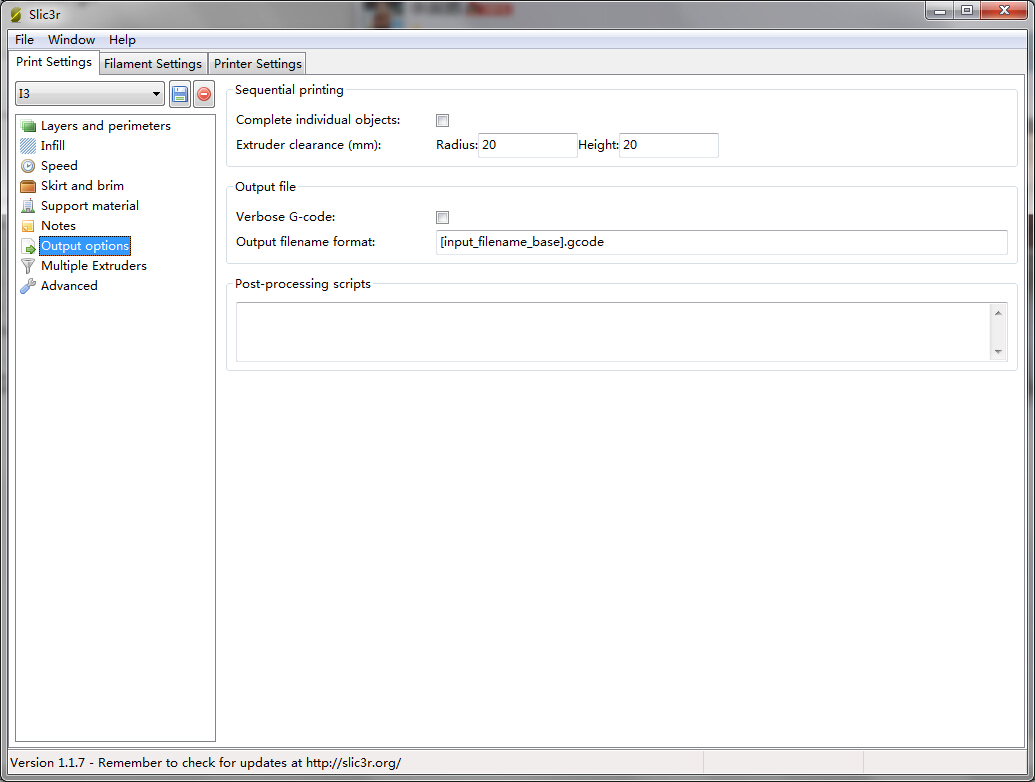 Slic3r
File Window Help
Print Settings Filament Settings Printer Settings
I3
Layers and perimeters
Infill
Speed
Skirt and brim
Support material
Notes
Output options
Multiple Extruders
Advanced
Sequential printing
Complete individual objects:
Extruder clearance (mm): Radius: 20 Height: 20
Output file
Verbose G-code:
Output filename format: [input_filename_base].gcode
Post-processing scripts
Version 1.1.7 - Remember to check for updates at http://slic3r.org/